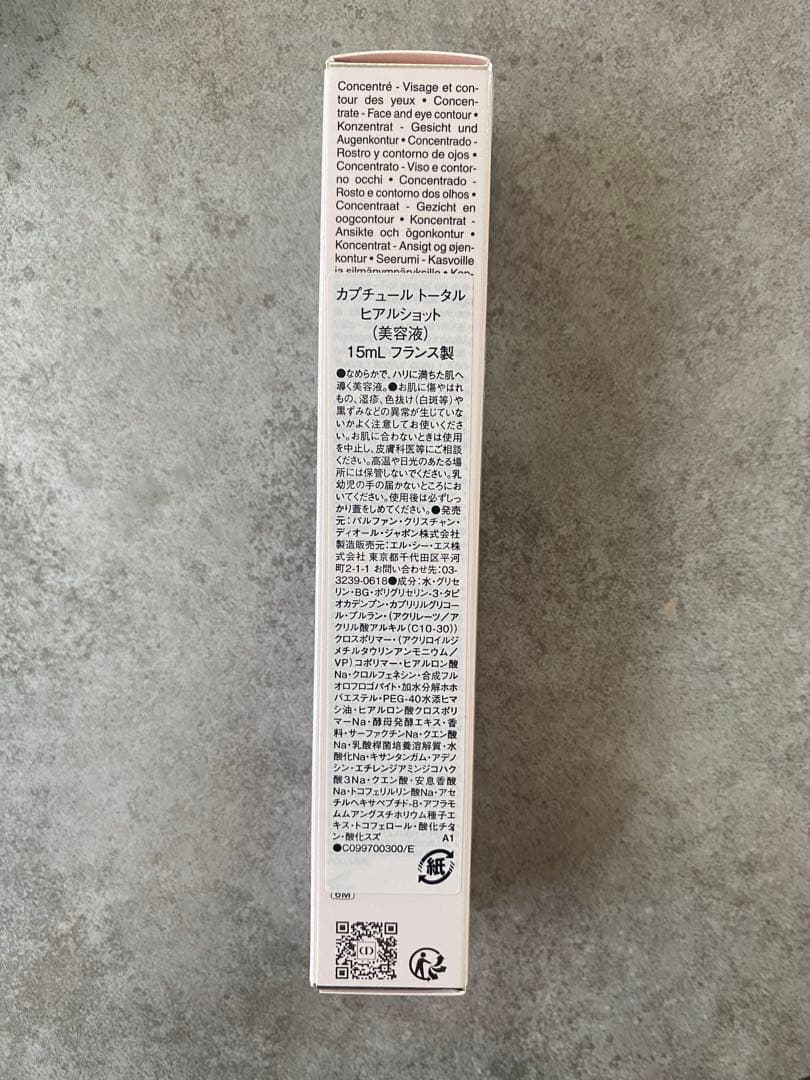 Concentré - Visage et con-
tour des yeux • Concen-
trate - Face and eye contour •
Konzentrat - Gesicht und
Augenkontur • Concentrado -
Rostro y contorno de ojos •
Concentrato - Viso e contor-
no occhi • Concentrado -
Rosto e contorno dos olhos •
Concentraat - Gezicht en
oogcontour • Koncentrat -
Ansikte och ögonkontur •
Koncentrat - Ansigt og øjen-
kontur • Seerumi - Kasvoille
ja silmänympäryksille • Kon-
カプチュール トータル
ヒアルショット
(美容液)
15mL フランス製
●なめらかで、ハリに満ちた肌へ
導く美容液。●お肌に傷やはれ
もの、湿疹、色抜け(白斑等)や
黒ずみなどの異常が生じていな
いかよく注意してお使いくださ
い。お肌に合わないときは使用
を中止し、皮膚科医等にご相談
ください。高温や日光のあたる場
所には保管しないでください。乳
幼児の手の届かないところにお
いてください。使用後は必ずしっ
かり蓋をしめてください。●発売
元:パルファン・クリスチャン・
ディオール・ジャポン株式会社
製造販売元:エル・シー・エス株
式会社 東京都千代田区平河
町2-1-1 お問い合わせ先:03-
3239-0618●成分:水・グリセ
リン・BG・ポリグリセリン-3・タピ
オカデンプン・カプリリルグリコー
ル・プルラン・(アクリレーツ/ア
クリル酸アルキル(C10-30))
クロスポリマー・(アクリロイルジ
メチルタウリンアンモニウム/
VP)コポリマー・ヒアルロン酸
Na・クロルフェネシン・合成フル
オロフロゴパイト・加水分解ホホ
バエステル・PEG-40水添ヒマ
シ油・ヒアルロン酸クロスポリ
マーNa・酵母発酵エキス・香
料・サーファクチンNa・クエン酸
Na・乳酸桿菌培養溶解質・水
酸化Na・キサンタンガム・アデノ
シン・エチレンジアミンジコハク
酸3Na・クエン酸・安息香酸
Na・トコフェリルリン酸Na・アセ
チルヘキサペプチド-8・アフラモ
ムムアングスチホリウム種子エ
キス・トコフェロール・酸化チタ
ン・酸化スズ A1
●C099700300/E
紙
6M
CD